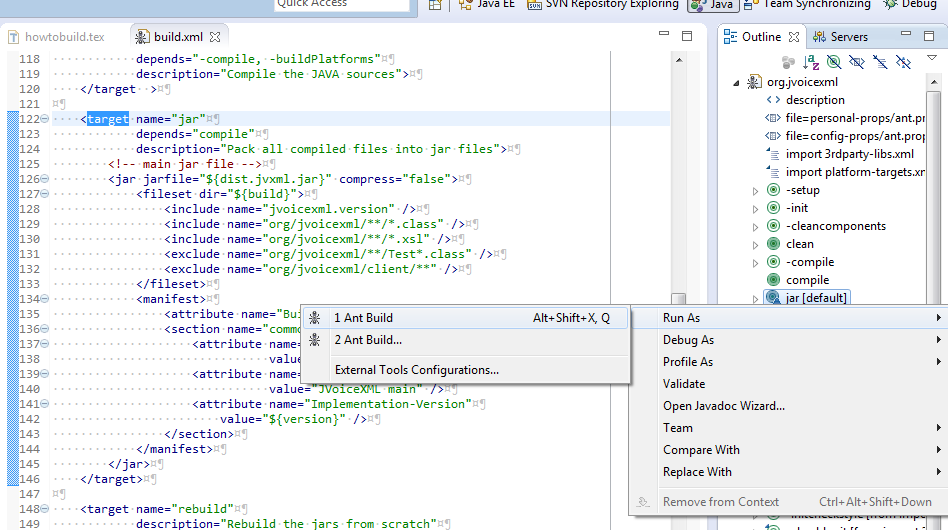 Quick Access
Java EE
SVN Repository Exploring
Java
Team Synchronizing
Debug
howtobuild.tex
build.xml
118 depends="-compile, -buildPlatforms"
119 description="Compile the JAVA sources">
120 </target >
121
122 <target name="jar"
123 depends="compile"
124 description="Pack all compiled files into jar files">
125 <!-- main jar file -->
126 <jar jarfile="${dist.jvxml.jar}" compress="false">
127 <fileset dir="${build}">
128 <include name="jvoicexml.version" />
129 <include name="org/jvoicexml/**/*.class" />
130 <include name="org/jvoicexml/**/*.xsl" />
131 <exclude name="org/jvoicexml/**/Test*.class" />
132 <exclude name="org/jvoicexml/client/**" />
133 </fileset>
134 <manifest>
135 <attribute name="Bui
136 <section name="commo
137 <attribute name=
138 value
139 <attribute name=
140 value="JVoiceXML main" />
141 <attribute name="Implementation-Version"
142 value="${version}" />
143 </section>
144 </manifest>
145 </jar>
146 </target>
147
148 <target name="rebuild"
149 description="Rebuild the jars from scratch
Outline
Servers
org.jvoicexml
description
file=personal-props/ant.pr
file=config-props/ant.prop
import 3rdparty-libs.xml
import platform-targets.xm
-setup
-init
-cleancomponents
clean
-compile
compile
jar [default]
1 Ant Build Alt+Shift+X, Q
2 Ant Build...
External Tools Configurations...
Run As
Debug As
Profile As
Validate
Open Javadoc Wizard...
Team
Compare With
Replace With
Remove from Context Ctrl+Alt+Shift+Down